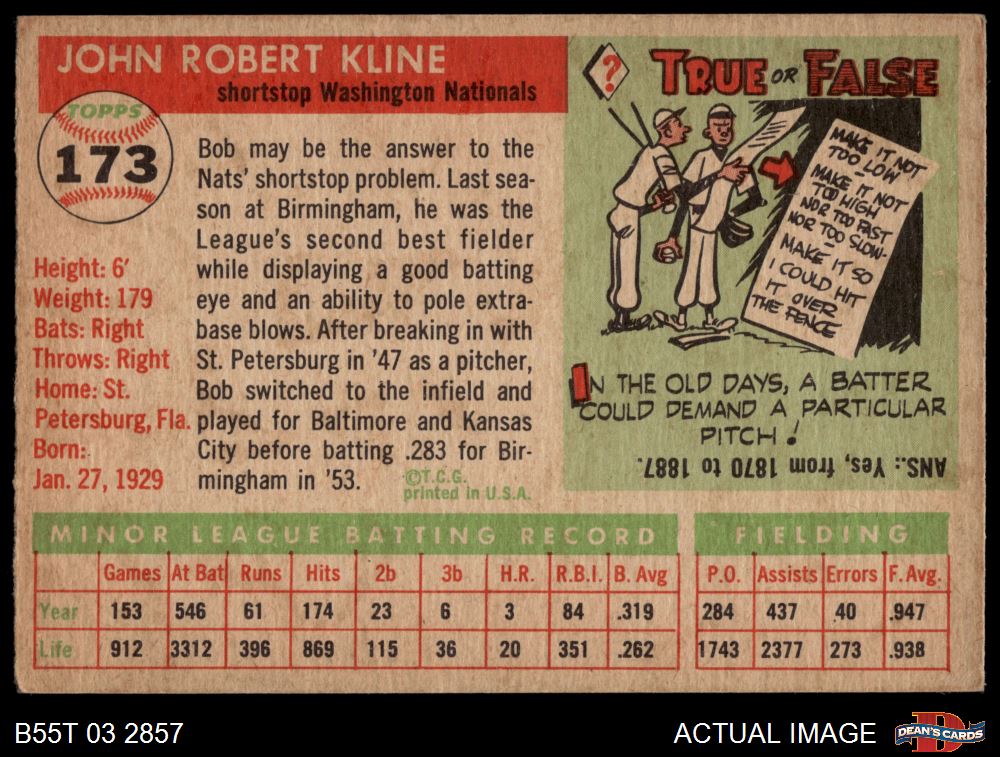 JOHN ROBERT KLINE
shortstop Washington Nationals
TOPPS
173
Height: 6'
Weight: 179
Bats: Right
Throws: Right
Home: St.
Petersburg, Fla.
Born:
Jan. 27, 1929
Bob may be the answer to the
Nats' shortstop problem. Last sea-
son at Birmingham, he was the
League's second best fielder
while displaying a good batting
eye and an ability to pole extra-
base blows. After breaking in with
St. Petersburg in '47 as a pitcher,
Bob switched to the infield and
played for Baltimore and Kansas
City before batting .283 for Bir-
mingham in '53.
©T.C.G.
printed in U.S.A.
?
TRUE OR FALSE
MAKE IT NOT
TOO LOW
MAKE IT NOT
TOO HIGH
NOR TOO FAST
NOR TOO SLOW-
MAKE IT SO
I COULD HIT
IT OVER
THE FENCE
IN THE OLD DAYS, A BATTER
COULD DEMAND A PARTICULAR
PITCH!
ANS.: Yes, from 1870 to 1887.
MINOR LEAGUE BATTING RECORD
Games At Bat Runs Hits 2b 3b H.R. R.B.I. B. Avg
Year 153 546 61 174 23 6 3 84 .319
Life 912 3312 396 869 115 36 20 351 .262
FIELDING
P.O. Assists Errors F. Avg.
284 437 40 .947
1743 2377 273 .938
B55T 03 2857
ACTUAL IMAGE
D
DEAN'S CARDS